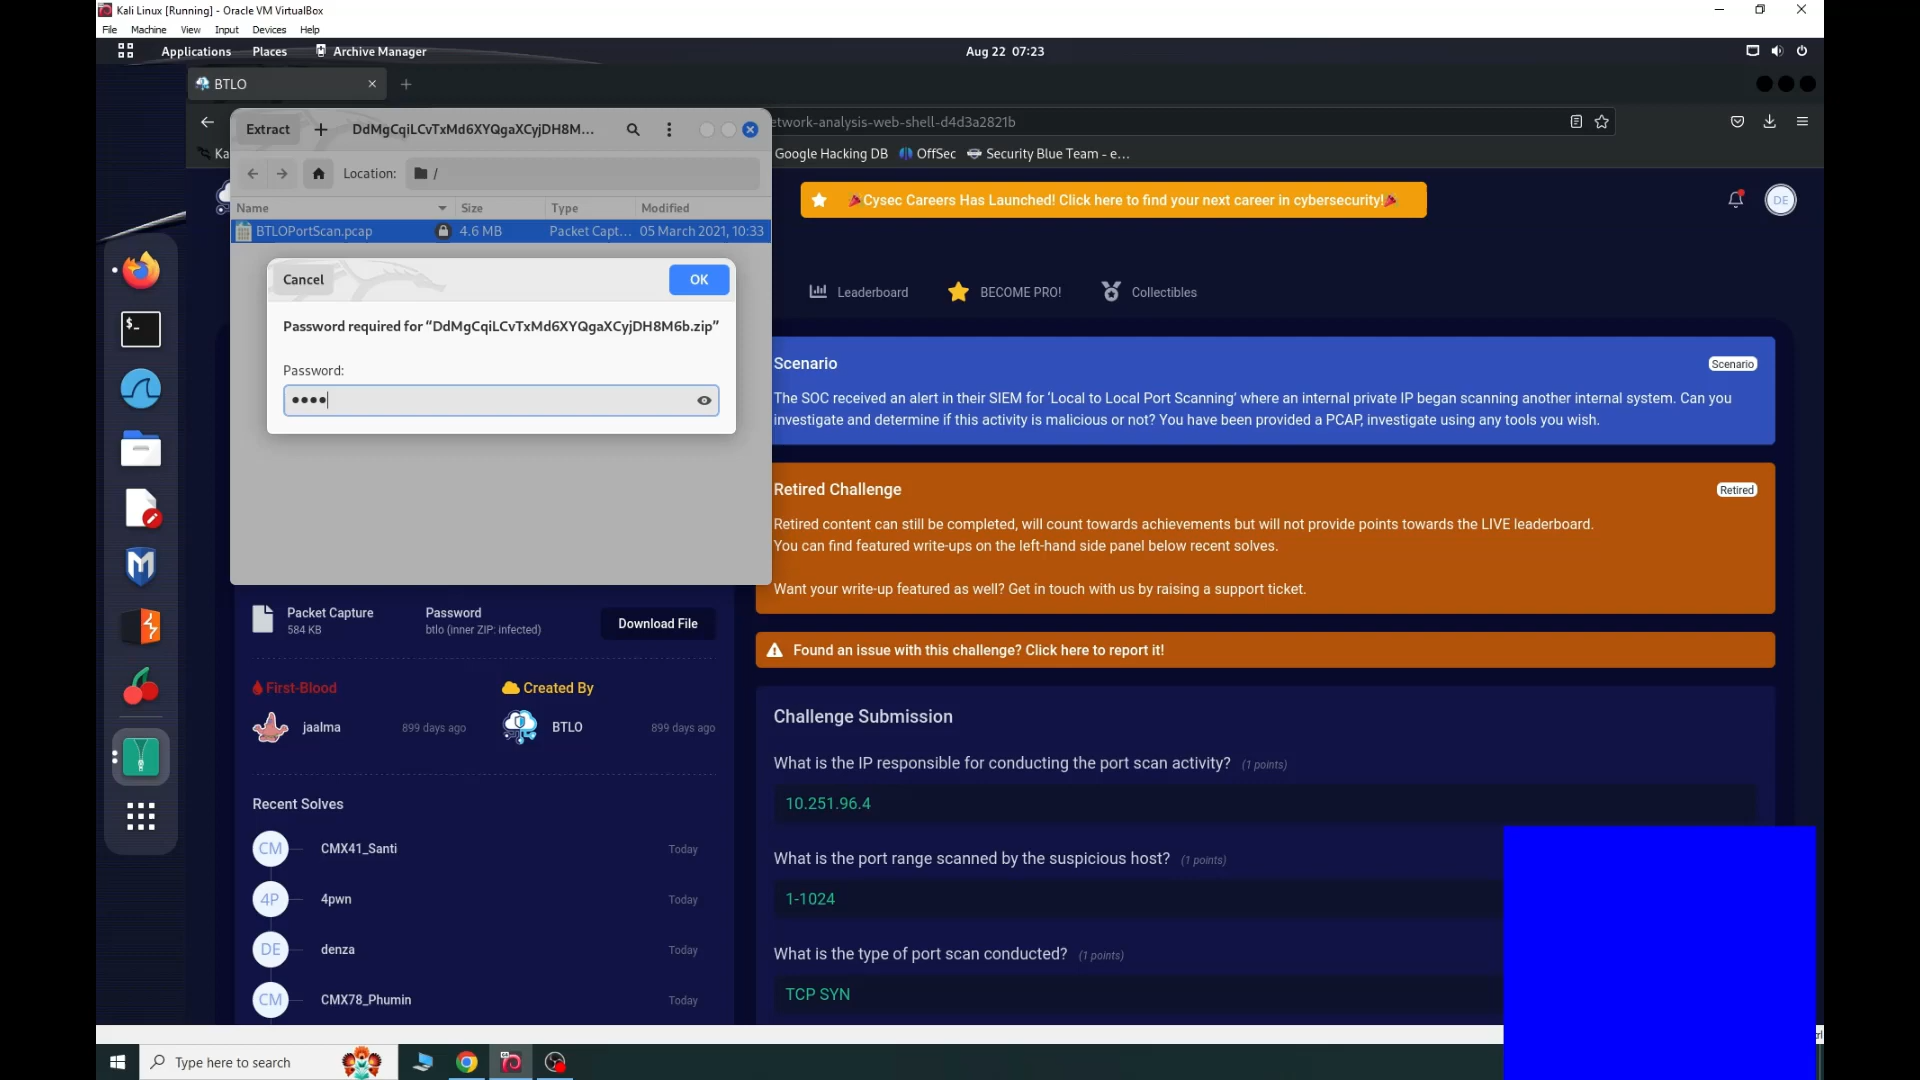 Kali Linux [Running] - Oracle VM VirtualBox
File Machine View Input Devices Help
Applications Places Archive Manager Aug 22 07:23
BTLO
Extract DdMgCqiLCvTxMd6XYQgaXCyjDH8M... etwork-analysis-web-shell-d4d3a2821b
Ka Google Hacking DB OffSec Security Blue Team - e...
Location: /
Name Size Type Modified
BTLOPortScan.pcap 4.6 MB Packet Capt... 05 March 2021, 10:33
🎉Cysec Careers Has Launched! Click here to find your next career in cybersecurity!🎉
DE
Cancel OK
Password required for “DdMgCqiLCvTxMd6XYQgaXCyjDH8M6b.zip”
Password:
••••
Leaderboard BECOME PRO! Collectibles
Scenario Scenario
The SOC received an alert in their SIEM for ‘Local to Local Port Scanning’ where an internal private IP began scanning another internal system. Can you
investigate and determine if this activity is malicious or not? You have been provided a PCAP, investigate using any tools you wish.
Retired Challenge Retired
Retired content can still be completed, will count towards achievements but will not provide points towards the LIVE leaderboard.
You can find featured write-ups on the left-hand side panel below recent solves.
Want your write-up featured as well? Get in touch with us by raising a support ticket.
Found an issue with this challenge? Click here to report it!
Packet Capture Password Download File
584 KB btlo (inner ZIP: infected)
First-Blood Created By
jaalma 899 days ago BTLO 899 days ago
Recent Solves
CM CMX41_Santi Today
4P 4pwn Today
DE denza Today
CM CMX78_Phumin Today
Challenge Submission
What is the IP responsible for conducting the port scan activity? (1 points)
10.251.96.4
What is the port range scanned by the suspicious host? (1 points)
1-1024
What is the type of port scan conducted? (1 points)
TCP SYN
Type here to search